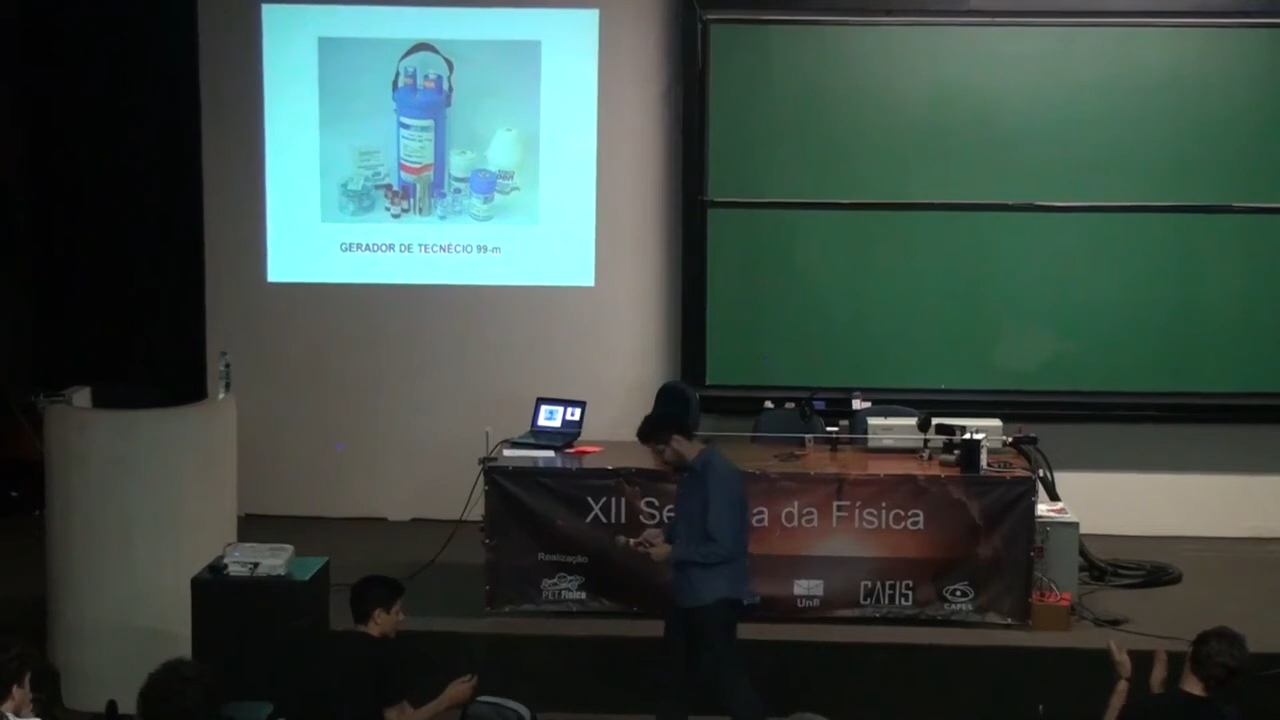 GERADOR DE TECNÉCIO 99-m
XII Se a da Física
Realização
PET Física
UnB
CAFIS
CAPES